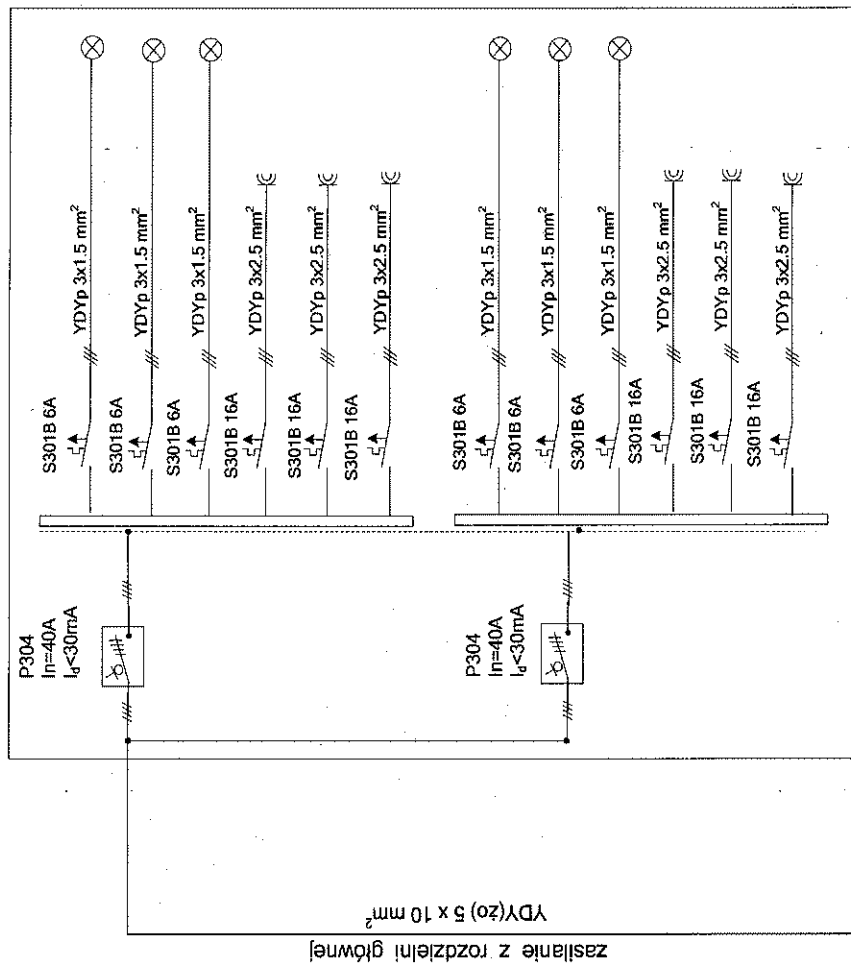 S301B 6A
YDYp 3x1.5 mm²
S301B 6A
YDYp 3x1.5 mm²
S301B 6A
YDYp 3x1.5 mm²
S301B 16A
YDYp 3x2.5 mm²
S301B 16A
YDYp 3x2.5 mm²
S301B 16A
YDYp 3x2.5 mm²
P304
In=40A
I_d<30mA
S301B 6A
YDYp 3x1.5 mm²
S301B 6A
YDYp 3x1.5 mm²
S301B 6A
YDYp 3x1.5 mm²
S301B 16A
YDYp 3x2.5 mm²
S301B 16A
YDYp 3x2.5 mm²
S301B 16A
YDYp 3x2.5 mm²
P304
In=40A
I_d<30mA
zasilanie z rozdzielni głównej
YDY(żo) 5 x 10 mm²